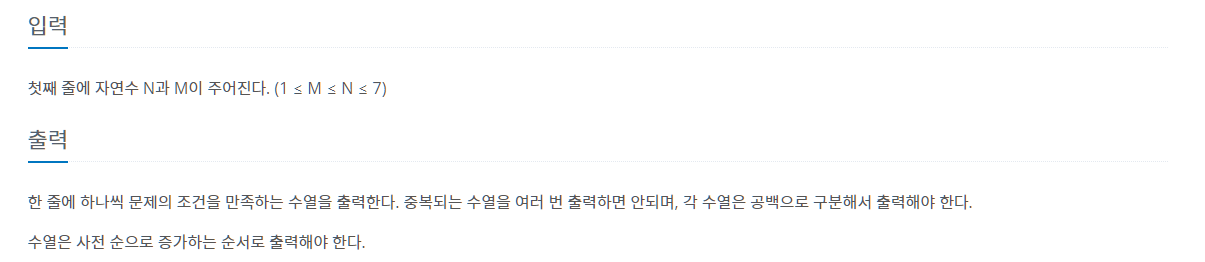 입력
첫째 줄에 자연수 N과 M이 주어진다. (1 ≤ M ≤ N ≤ 7)
출력
한 줄에 하나씩 문제의 조건을 만족하는 수열을 출력한다. 중복되는 수열을 여러 번 출력하면 안되며, 각 수열은 공백으로 구분해서 출력해야 한다.
수열은 사전 순으로 증가하는 순서로 출력해야 한다.